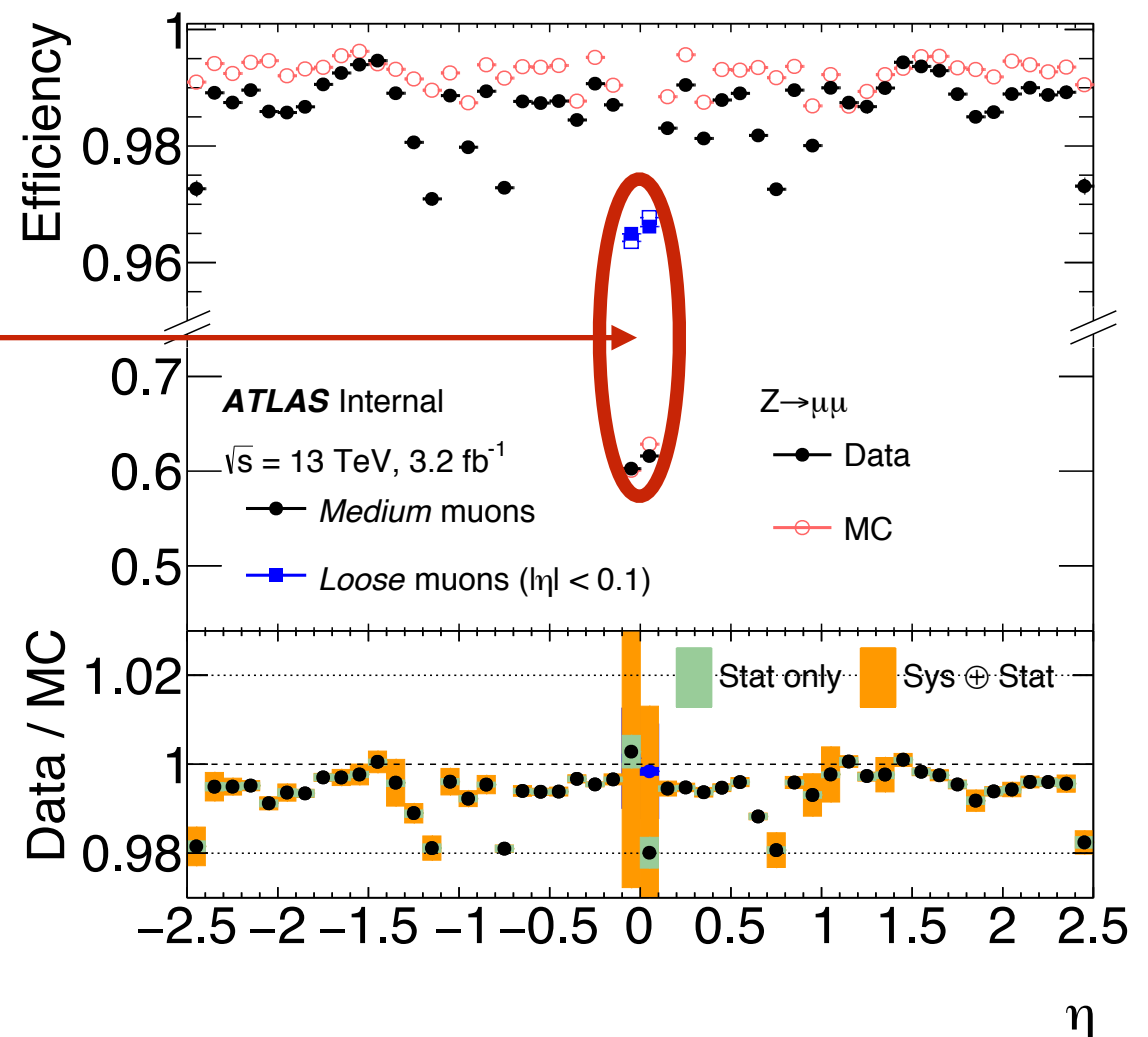 Efficiency
1
0.98
0.96
0.7
0.6
0.5
ATLAS Internal
√s = 13 TeV, 3.2 fb⁻¹
Medium muons
Loose muons (|η| < 0.1)
Z→μμ
Data
MC
Data / MC
1.02
1
0.98
Stat only
Sys ⊕ Stat
−2.5 −2 −1.5 −1 −0.5 0 0.5 1 1.5 2 2.5
η